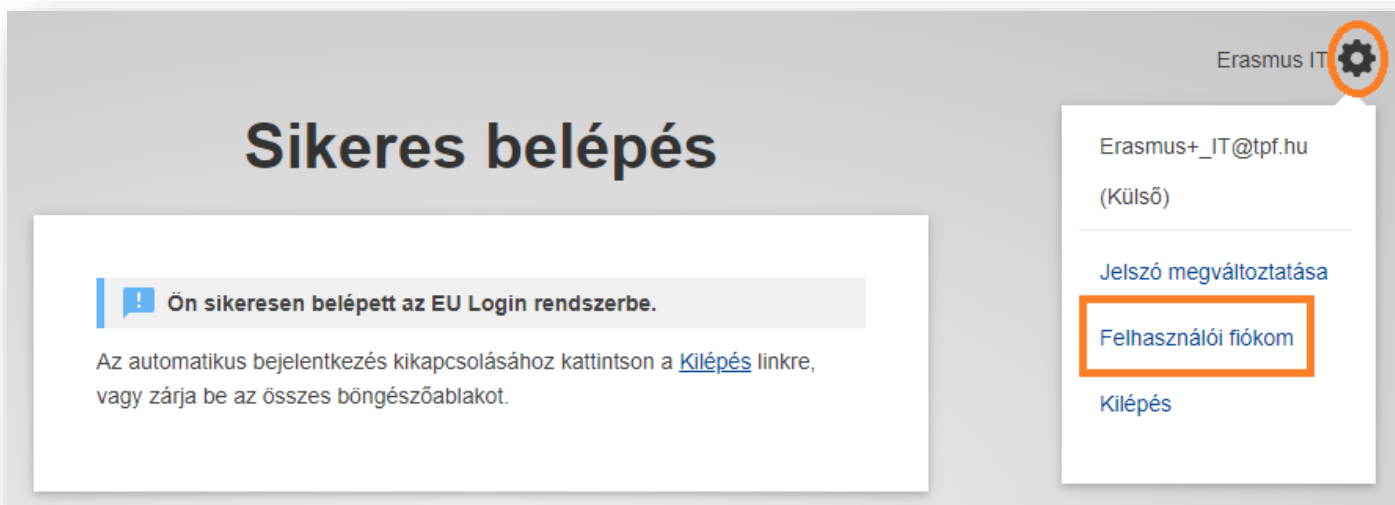 Erasmus IT
Sikeres belépés
Erasmus+_IT@tpf.hu
(Külső)
Ön sikeresen belépett az EU Login rendszerbe.
Az automatikus bejelentkezés kikapcsolásához kattintson a Kilépés linkre,
vagy zárja be az összes böngészőablakot.
Jelszó megváltoztatása
Felhasználói fiókom
Kilépés